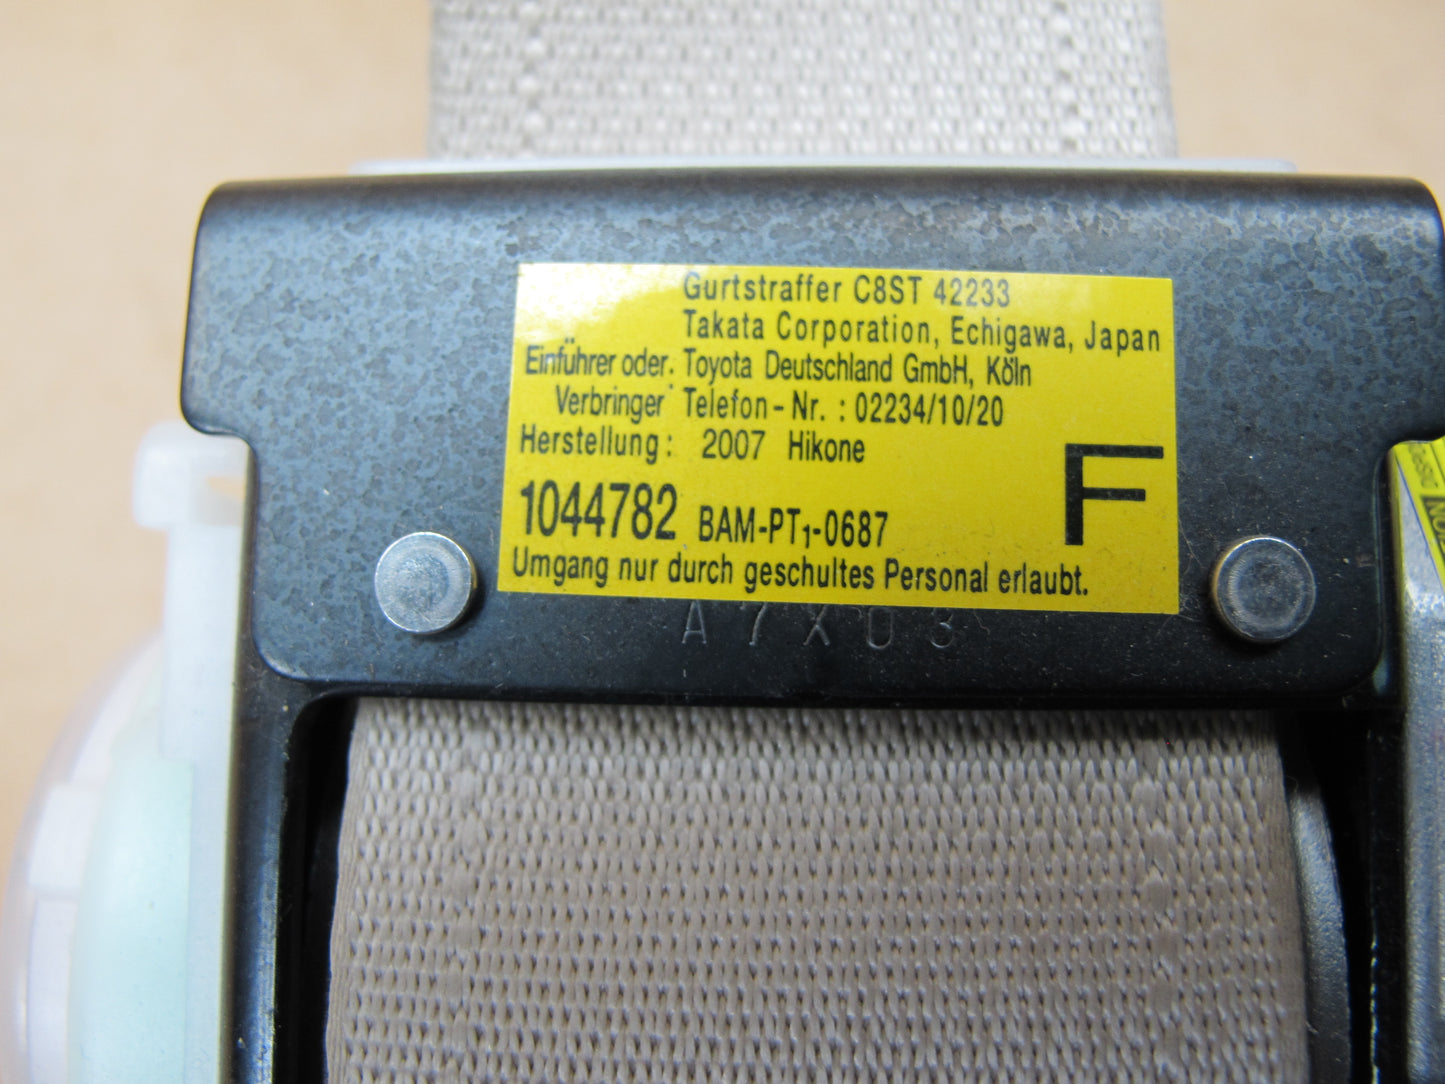 Gurtstraffer C8ST 42233
Takata Corporation, Echigawa, Japan
Einführer oder: Toyota Deutschland GmbH, Köln
Verbringer Telefon-Nr. : 02234/10/20
Herstellung: 2007 Hikone
F
1044782 BAM-PT1-0687
Umgang nur durch geschultes Personal erlaubt.
A7X03